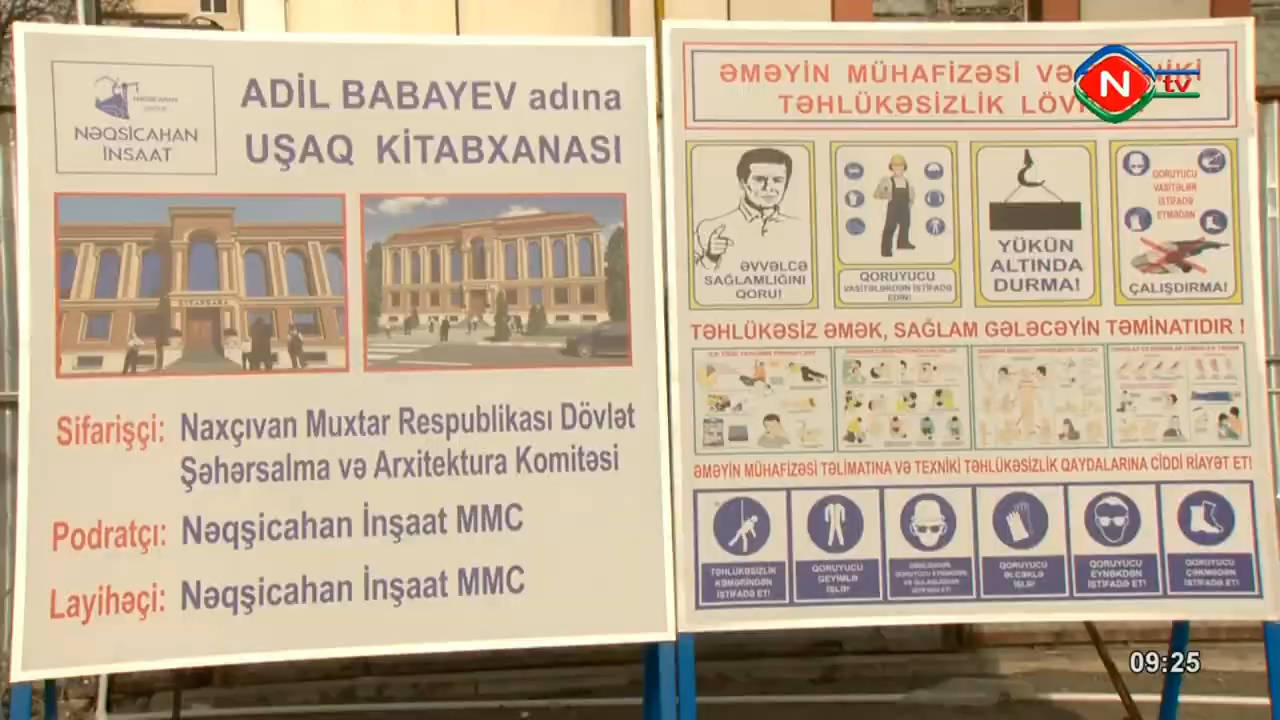 NƏQSİCAHAN
İNSAAT
ADİL BABAYEV adına
UŞAQ KİTABXANASI
Sifarişçi: Naxçıvan Muxtar Respublikası Dövlət
Şəhərsalma və Arxitektura Komitəsi
Podratçı: Nəqsicahan İnşaat MMC
Layihəçi: Nəqsicahan İnşaat MMC
N tv
ƏMƏYİN MÜHAFİZƏSİ VƏ
TƏHLÜKƏSİZLİK
ƏVVƏLCƏ
SAĞLAMLIĞINI
QORU!
QORUYUCU
VASİTƏLƏRDƏN İSTİFADƏ
EDİN!
YÜKÜN
ALTINDA
DURMA!
QORUYUCU
VASİTƏLƏR
İSTİFADƏ
ETMƏDƏN
ÇALIŞDIRMA!
TƏHLÜKƏSİZ ƏMƏK, SAĞLAM GƏLƏCƏYİN TƏMİNATIDIR !
ƏMƏYİN MÜHAFİZƏSİ TƏLİMATINA VƏ TEXNİKİ TƏHLÜKƏSİZLİK QAYDALARINA CİDDİ RİAYƏT ET!
TƏHLÜKƏSİZLİK
KƏMƏRİNDƏN
İSTİFADƏ ET!
QORUYUCU
GEYİMLƏ
İŞLƏ!
QORUYUCU
ƏLCƏKLƏ
İŞLƏ!
QORUYUCU
EYNƏKDƏN
İSTİFADƏ ET!
QORUYUCU
ÇƏKMƏDƏN
İSTİFADƏ ET!
09:25